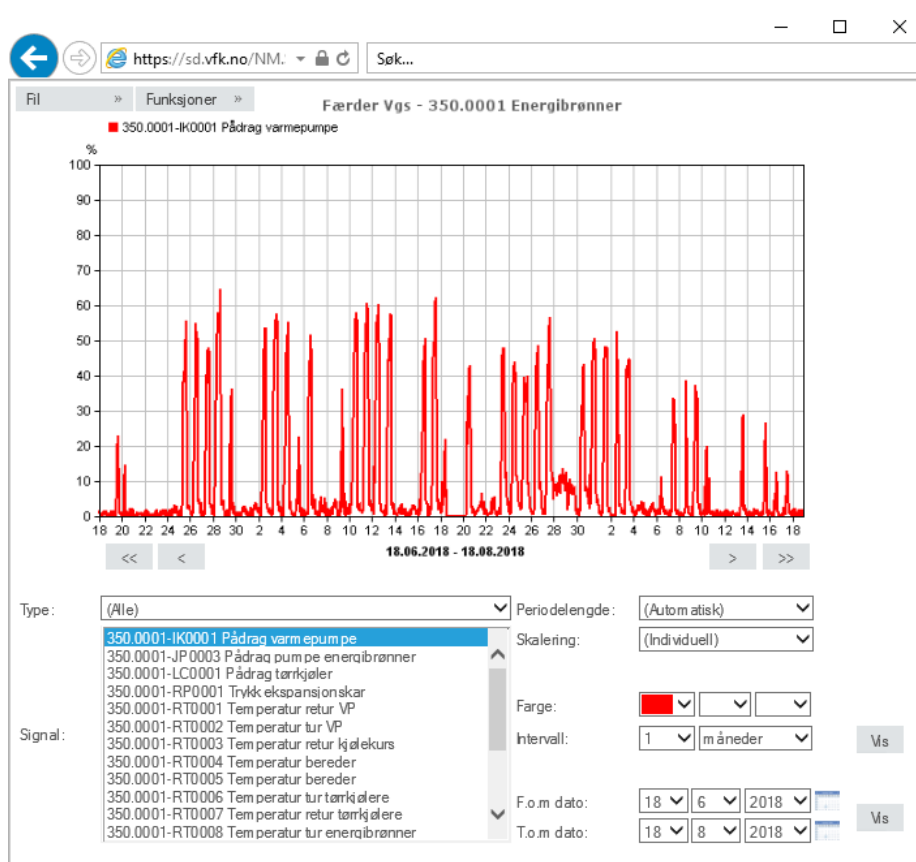 https://sd.vfk.no/NM.
Søk...
Fil » Funksjoner »
Færder Vgs - 350.0001 Energibrønner
350.0001-IK0001 Pådrag varmepumpe
%
100
90
80
70
60
50
40
30
20
10
0
18 20 22 24 26 28 30 2 4 6 8 10 12 14 16 18 20 22 24 26 28 30 2 4 6 8 10 12 14 16 18
<< < 18.06.2018 - 18.08.2018 > >>
Type: (Alle) Periodelengde: (Automatisk)
350.0001-IK0001 Pådrag varmepumpe
Skalering: (Individuell)
350.0001-JP0003 Pådrag pumpe energibrønner
350.0001-LC0001 Pådrag tørrkjøler
350.0001-RP0001 Trykk ekspansjonskar
350.0001-RT0001 Temperatur retur VP
Farge:
350.0001-RT0002 Temperatur tur VP
Signal:
350.0001-RT0003 Temperatur retur kjølekurs
Intervall: 1 måneder Vis
350.0001-RT0004 Temperatur bereder
350.0001-RT0005 Temperatur bereder
350.0001-RT0006 Temperatur tur tørrkjølere
F.o.m dato: 18 6 2018
350.0001-RT0007 Temperatur retur tørrkjølere
Vis
350.0001-RT0008 Temperatur tur energibrønner
T.o.m dato: 18 8 2018